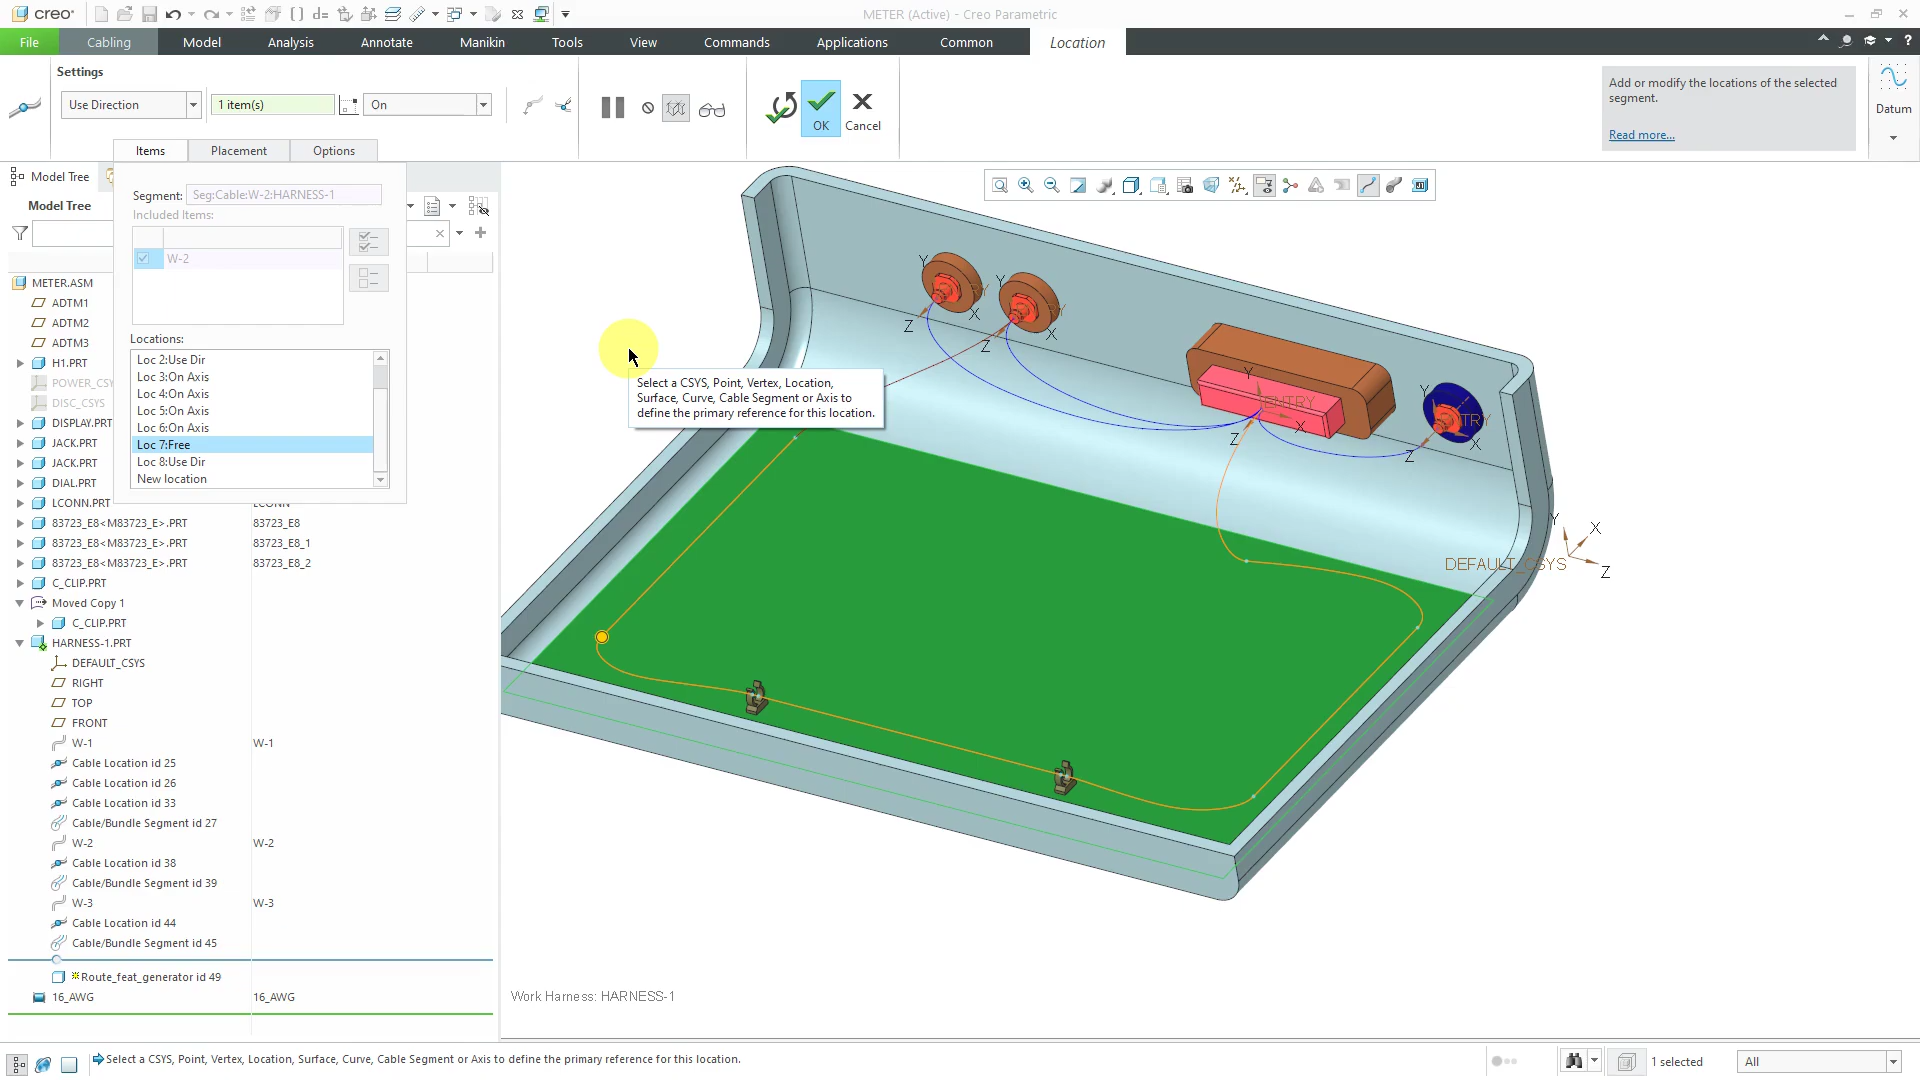 creo
METER (Active) - Creo Parametric
File
Cabling
Model
Analysis
Annotate
Manikin
Tools
View
Commands
Applications
Common
Location
Settings
Use Direction
1 item(s)
On
OK
Cancel
Add or modify the locations of the selected
segment.
Read more...
Datum
Items
Placement
Options
Model Tree
Model Tree
Segment: Seg:Cable:W-2:HARNESS-1
Included Items:
W-2
Locations:
Loc 2:Use Dir
Loc 3:On Axis
Loc 4:On Axis
Loc 5:On Axis
Loc 6:On Axis
Loc 7:Free
Loc 8:Use Dir
New location
METER.ASM
ADTM1
ADTM2
ADTM3
H1.PRT
POWER_CSY
DISC_CSYS
DISPLAY.PRT
JACK.PRT
JACK.PRT
DIAL.PRT
LCONN.PRT LCONN
83723_E8<M83723_E>.PRT 83723_E8
83723_E8<M83723_E>.PRT 83723_E8_1
83723_E8<M83723_E>.PRT 83723_E8_2
C_CLIP.PRT
Moved Copy 1
C_CLIP.PRT
HARNESS-1.PRT
DEFAULT_CSYS
RIGHT
TOP
FRONT
W-1 W-1
Cable Location id 25
Cable Location id 26
Cable Location id 33
Cable/Bundle Segment id 27
W-2 W-2
Cable Location id 38
Cable/Bundle Segment id 39
W-3 W-3
Cable Location id 44
Cable/Bundle Segment id 45
Route_feat_generator id 49
16_AWG 16_AWG
Select a CSYS, Point, Vertex, Location,
Surface, Curve, Cable Segment or Axis to
define the primary reference for this location.
Y
X
Z
Y
X
Z
Y
ENTRY
X
Z
Y
TRY
X
Z
Y
X
DEFAULT_CSYS
Z
Work Harness: HARNESS-1
Select a CSYS, Point, Vertex, Location, Surface, Curve, Cable Segment or Axis to define the primary reference for this location.
1 selected
All